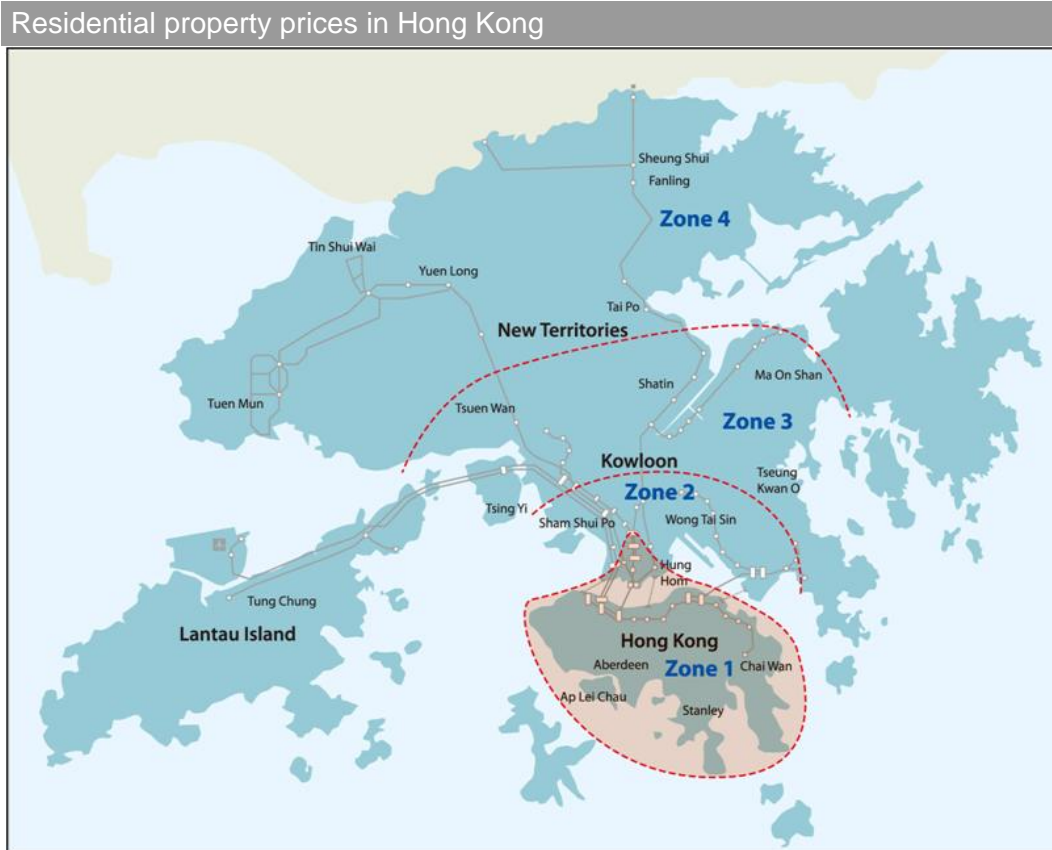 Residential property prices in Hong Kong
Sheung Shui
Fanling
Zone 4
Tin Shui Wai
Yuen Long
Tai Po
New Territories
Ma On Shan
Shatin
Tuen Mun
Tsuen Wan
Zone 3
Kowloon
Tseung
Kwan O
Zone 2
Tsing Yi
Sham Shui Po
Wong Tai Sin
Hung
Hom
Tung Chung
Lantau Island
Hong Kong
Aberdeen
Zone 1
Chai Wan
Ap Lei Chau
Stanley